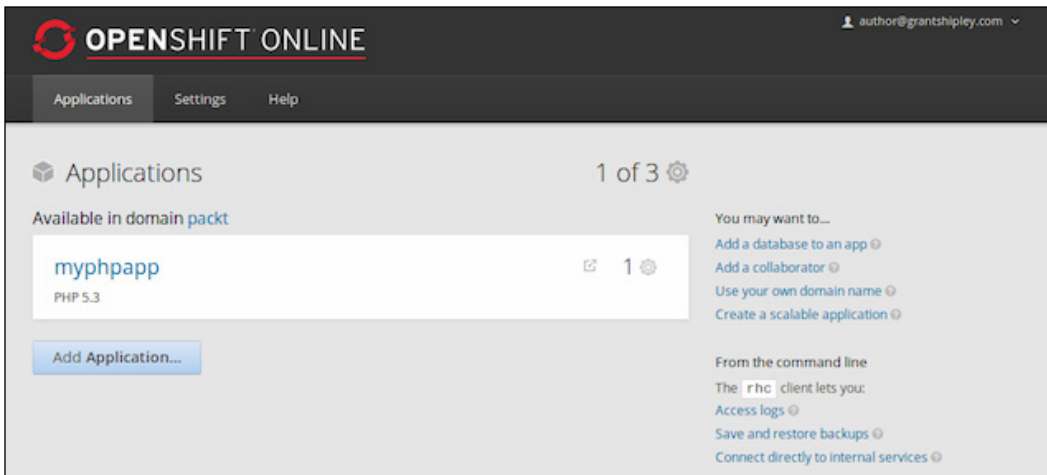 OPENSHIFT ONLINE
author@grantshipley.com
Applications Settings Help
Applications
1 of 3
Available in domain packt
myphpapp
1
PHP 5.3
Add Application...
You may want to...
Add a database to an app
Add a collaborator
Use your own domain name
Create a scalable application
From the command line
The rhc client lets you:
Access logs
Save and restore backups
Connect directly to internal services